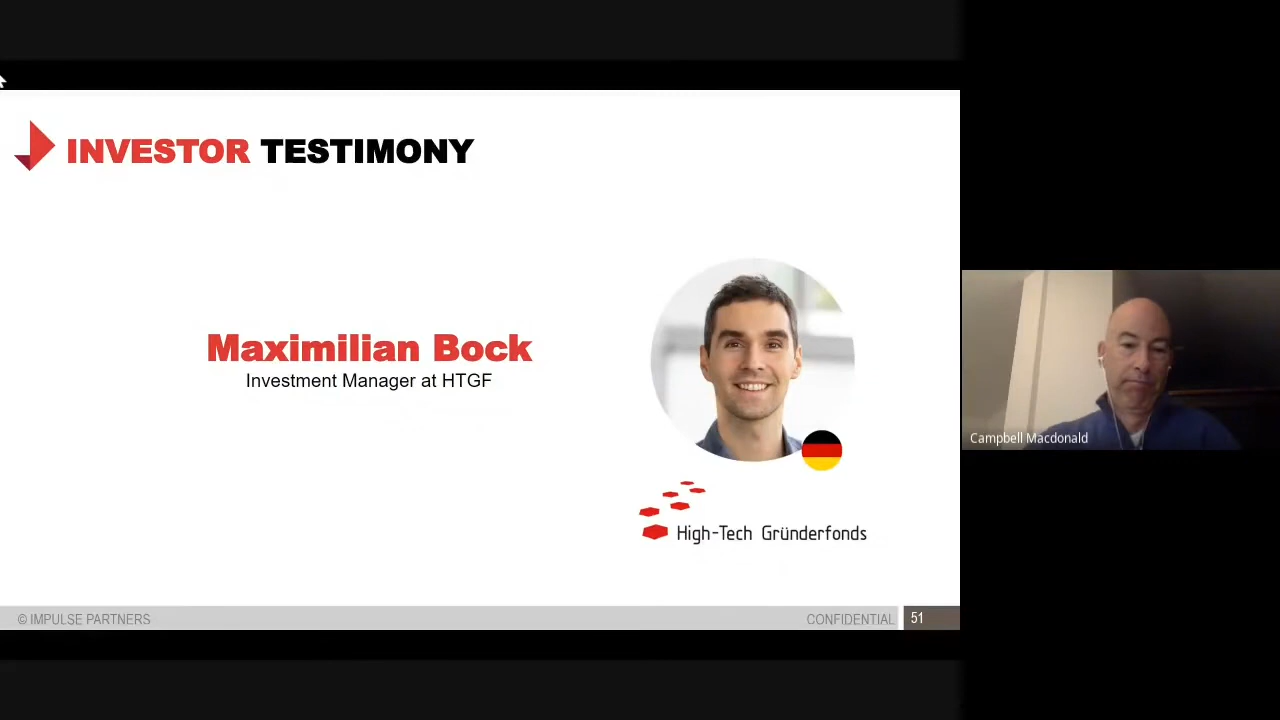 INVESTOR TESTIMONY
Maximilian Bock
Investment Manager at HTGF
High-Tech Gründerfonds
Campbell Macdonald
© IMPULSE PARTNERS
CONFIDENTIAL
51